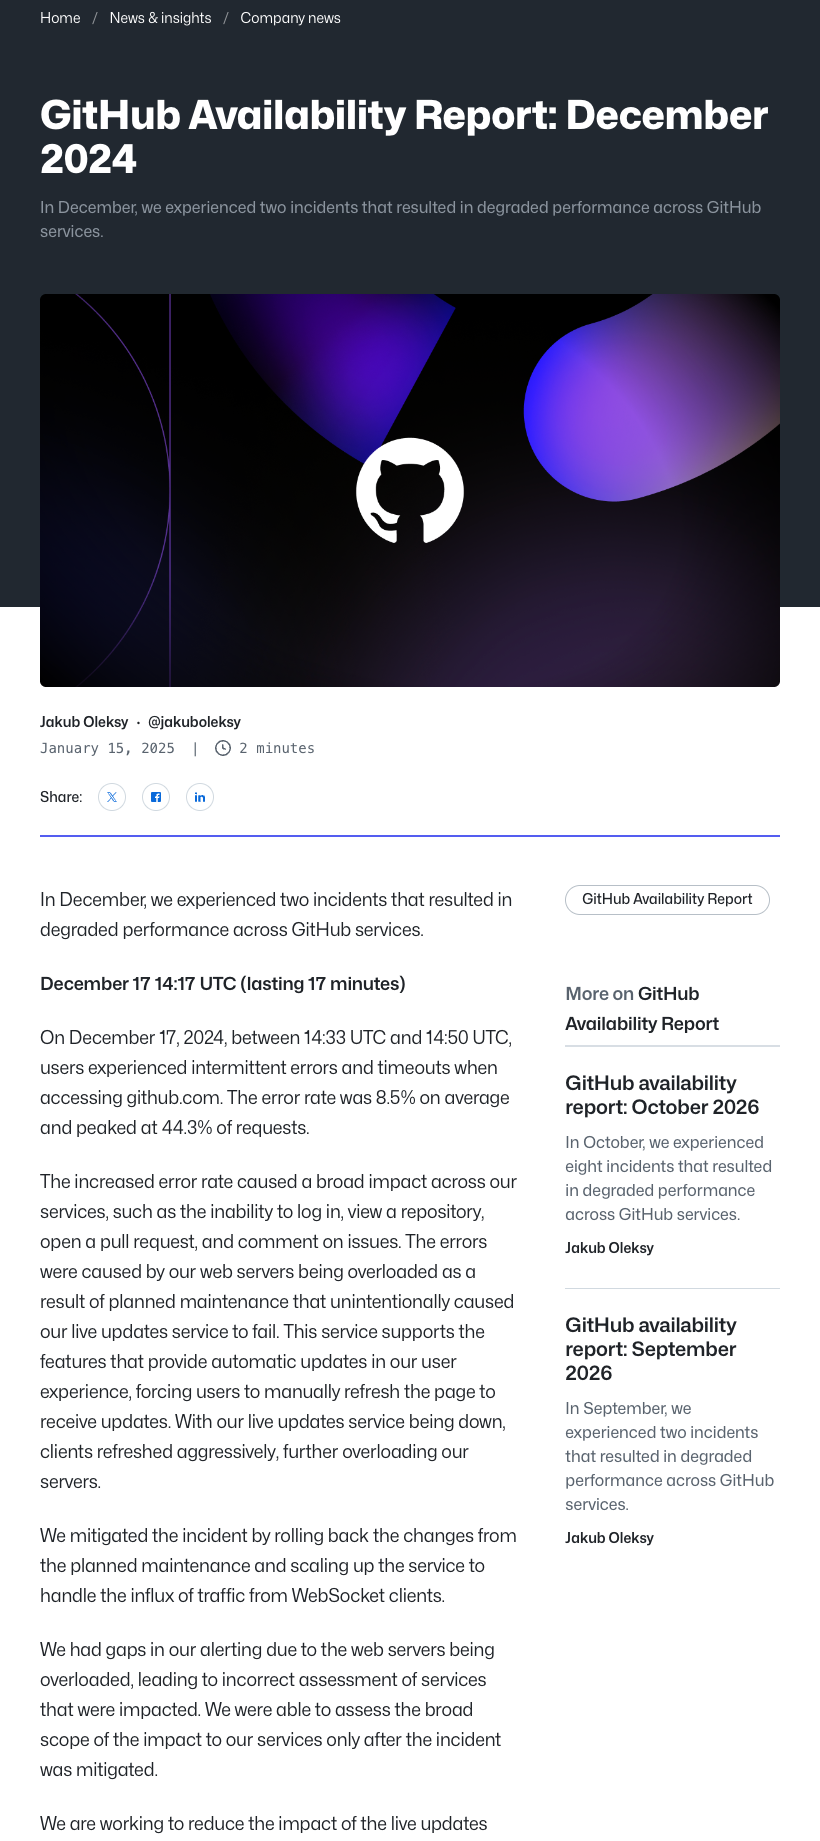 Home / News & insights / Company news
GitHub Availability Report: December
2024
In December, we experienced two incidents that resulted in degraded performance across GitHub
services.
Jakub Oleksy · @jakuboleksy
January 15, 2025 | 2 minutes
Share:
In December, we experienced two incidents that resulted in
degraded performance across GitHub services.
December 17 14:17 UTC (lasting 17 minutes)
On December 17, 2024, between 14:33 UTC and 14:50 UTC,
users experienced intermittent errors and timeouts when
accessing github.com. The error rate was 8.5% on average
and peaked at 44.3% of requests.
The increased error rate caused a broad impact across our
services, such as the inability to log in, view a repository,
open a pull request, and comment on issues. The errors
were caused by our web servers being overloaded as a
result of planned maintenance that unintentionally caused
our live updates service to fail. This service supports the
features that provide automatic updates in our user
experience, forcing users to manually refresh the page to
receive updates. With our live updates service being down,
clients refreshed aggressively, further overloading our
servers.
We mitigated the incident by rolling back the changes from
the planned maintenance and scaling up the service to
handle the influx of traffic from WebSocket clients.
We had gaps in our alerting due to the web servers being
overloaded, leading to incorrect assessment of services
that were impacted. We were able to assess the broad
scope of the impact to our services only after the incident
was mitigated.
We are working to reduce the impact of the live updates
GitHub Availability Report
More on GitHub
Availability Report
GitHub availability
report: October 2026
In October, we experienced
eight incidents that resulted
in degraded performance
across GitHub services.
Jakub Oleksy
GitHub availability
report: September
2026
In September, we
experienced two incidents
that resulted in degraded
performance across GitHub
services.
Jakub Oleksy